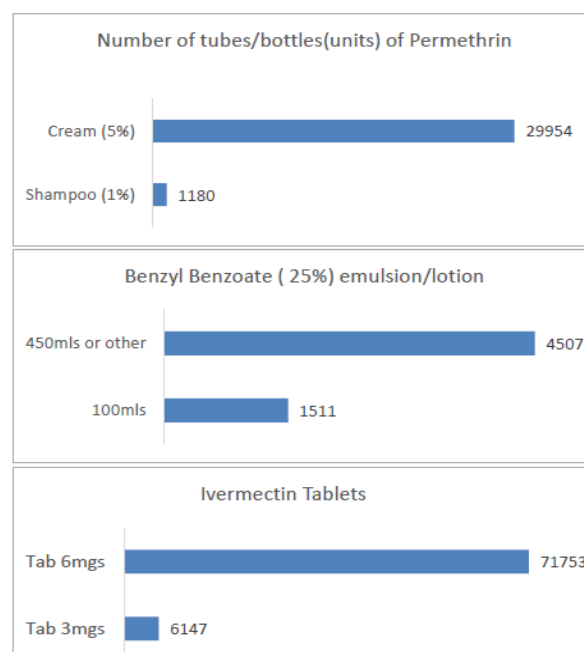 Number of tubes/bottles(units) of Permethrin
Cream (5%) 29954
Shampoo (1%) 1180
Benzyl Benzoate ( 25%) emulsion/lotion
450mls or other 4507
100mls 1511
Ivermectin Tablets
Tab 6mgs 71753
Tab 3mgs 6147